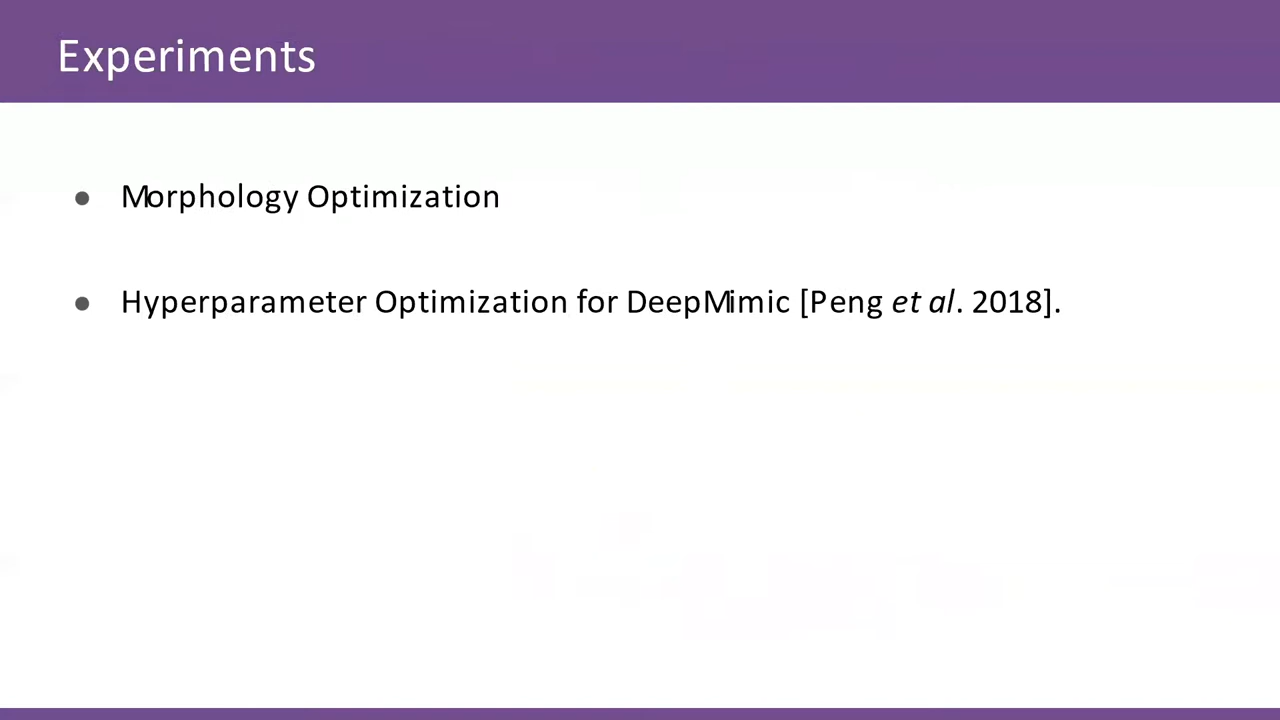 Experiments
● Morphology Optimization
● Hyperparameter Optimization for DeepMimic [Peng et al. 2018].